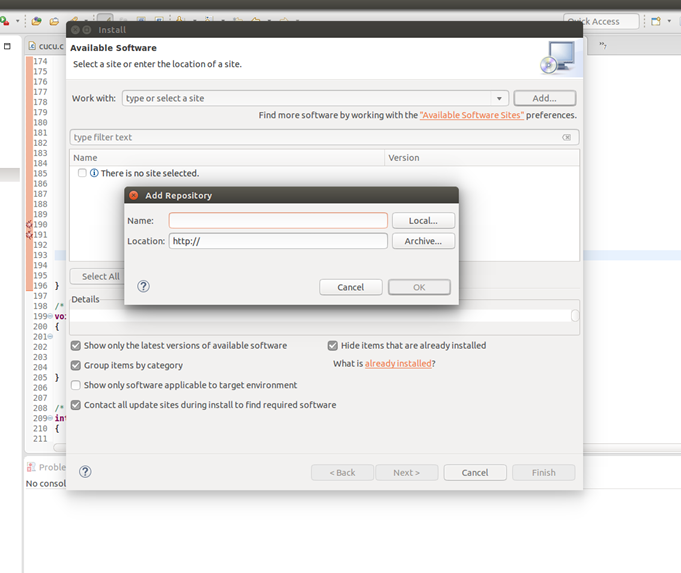 Install
Quick Access
cucu.c
Available Software
Select a site or enter the location of a site.
Work with:
type or select a site
Add...
Find more software by working with the "Available Software Sites" preferences.
type filter text
Name
Version
There is no site selected.
Add Repository
Name:
Local...
Location:
http://
Archive...
Cancel
OK
Select All
Details
Show only the latest versions of available software
Hide items that are already installed
Group items by category
What is already installed?
Show only software applicable to target environment
Contact all update sites during install to find required software
< Back
Next >
Cancel
Finish
174
175
176
177
178
179
180
181
182
183
184
185
186
187
188
189
190
191
192
193
194
195
196 }
197
198 /*
199 voi
200 {
201
202
203
204
205 }
206
207
208 /*
209 int
210 {
211
Proble
No consol